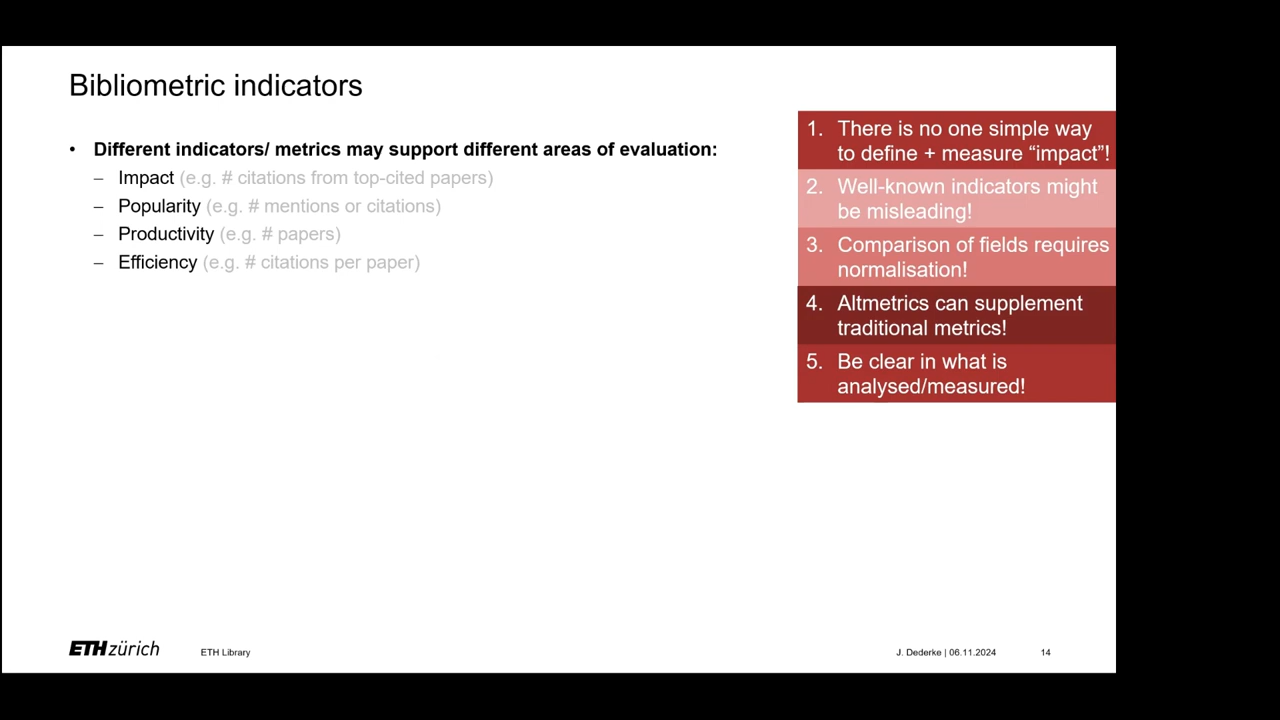 Bibliometric indicators
• Different indicators/ metrics may support different areas of evaluation:
– Impact (e.g. # citations from top-cited papers)
– Popularity (e.g. # mentions or citations)
– Productivity (e.g. # papers)
– Efficiency (e.g. # citations per paper)
1. There is no one simple way
to define + measure “impact”!
2. Well-known indicators might
be misleading!
3. Comparison of fields requires
normalisation!
4. Altmetrics can supplement
traditional metrics!
5. Be clear in what is
analysed/measured!
ETH zürich
ETH Library
J. Dederke | 06.11.2024
14